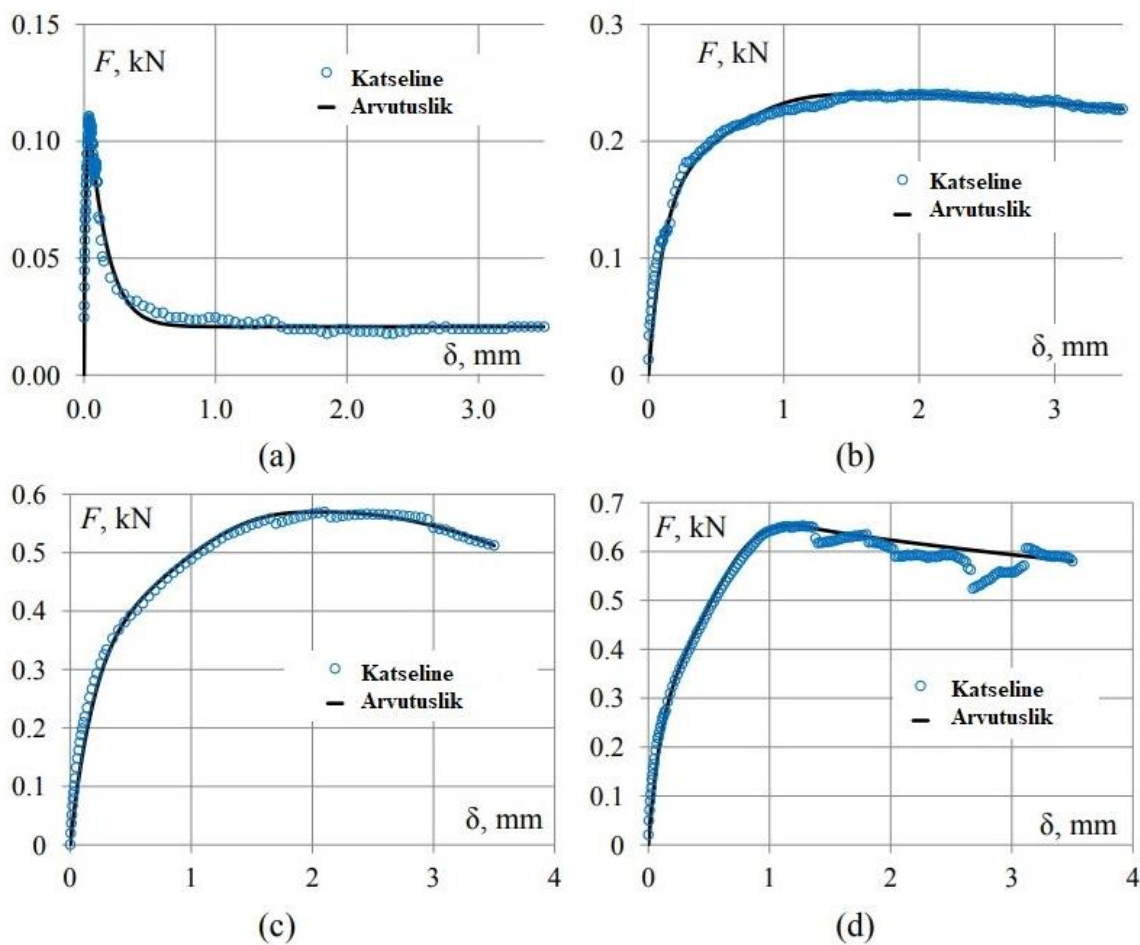 0.15
F, kN
Katseline
Arvutuslik
0.10
0.05
0.00
δ, mm
0.0 1.0 2.0 3.0
(a)
0.3
F, kN
0.2
Katseline
Arvutuslik
0.1
δ, mm
0
0 1 2 3
(b)
0.6
F, kN
0.5
0.4
0.3
Katseline
Arvutuslik
0.2
0.1
δ, mm
0
0 1 2 3 4
(c)
0.7
F, kN
0.6
0.5
0.4
Katseline
0.3
Arvutuslik
0.2
0.1
δ, mm
0
0 1 2 3 4
(d)